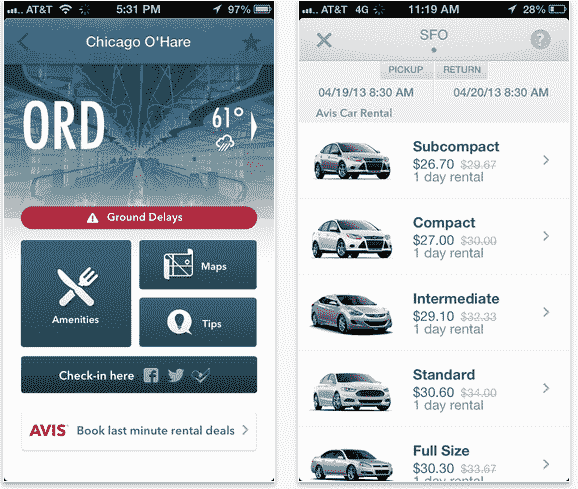 AT&T 5:31 PM 97%
Chicago O'Hare
ORD
61°
Ground Delays
Amenities
Maps
Tips
Check-in here
AVIS Book last minute rental deals
AT&T 4G 11:19 AM 28%
SFO
?
PICKUP RETURN
04/19/13 8:30 AM 04/20/13 8:30 AM
Avis Car Rental
Subcompact
$26.70 $29.67
1 day rental
Compact
$27.00 $30.00
1 day rental
Intermediate
$29.10 $32.33
1 day rental
Standard
$30.60 $34.00
1 day rental
Full Size
$30.30 $33.67
1 day rental